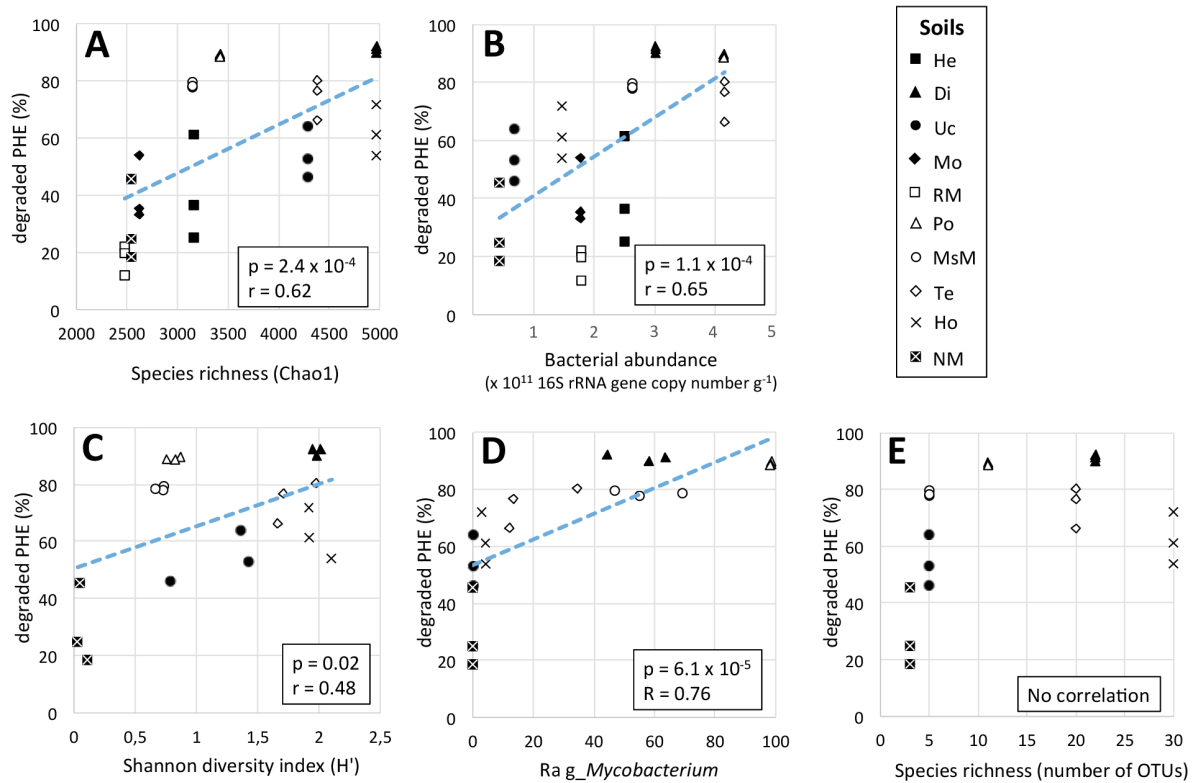 A
degraded PHE (%)
100
80
60
40
20
0
2000
2500
3000
3500
4000
4500
5000
p = 2.4 x 10-4
r = 0.62
Species richness (Chao1)
B
degraded PHE (%)
100
80
60
40
20
0
1
2
3
4
5
p = 1.1 x 10-4
r = 0.65
Bacterial abundance
(x 10¹¹ 16S rRNA gene copy number g-1)
Soils
He
Di
Uc
Mo
RM
Po
MsM
Te
Ho
NM
C
degraded PHE (%)
100
80
60
40
20
0
0
0,5
1
1,5
2
2,5
p = 0.02
r = 0.48
Shannon diversity index (H')
D
degraded PHE (%)
100
80
60
40
20
0
0
20
40
60
80
100
p = 6.1 x 10-5
R = 0.76
Ra g_Mycobacterium
E
degraded PHE (%)
100
80
60
40
20
0
0
5
10
15
20
25
30
No correlation
Species richness (number of OTUs)